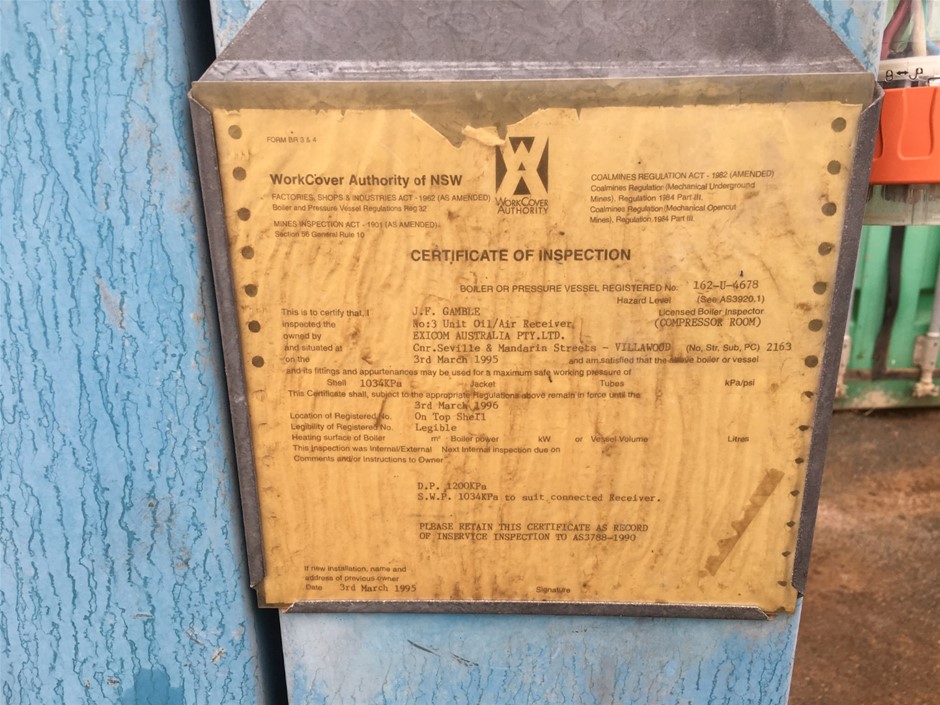 FORM BR 3 & 4
WorkCover Authority of NSW
FACTORIES, SHOPS & INDUSTRIES ACT - 1962 (AS AMENDED)
Boiler and Pressure Vessel Regulations Reg 32
MINES INSPECTION ACT - 1901 (AS AMENDED)-
Section 56 General Rule 10
WORKCOVER
AUTHORITY
COALMINES REGULATION ACT - 1982 (AMENDED)
Coalmines Regulation (Mechanical Underground
Mines), Regulation 1984 Part III.
Coalmines Regulation (Mechanical Opencut
Mines), Regulation 1984 Part III.
CERTIFICATE OF INSPECTION
BOILER OR PRESSURE VESSEL REGISTERED No. 162-U-4678
Hazard Level (See AS3920.1)
This is to certify that, I J.F. GAMBLE Licensed Boiler Inspector
inspected the No:3 Unit Oil/Air Receiver, (COMPRESSOR ROOM)
owned by EXICOM AUSTRALIA PTY.LTD.
and situated at Cnr.Seville & Mandarin Streets - VILLAWOOD (No, Str, Sub, PC) 2163
on the 3rd March 1995 and am satisfied that the above boiler or vessel
and its fittings and appurtenances may be used for a maximum safe working pressure of
Shell 1034KPa Jacket Tubes kPa/psi
This Certificate shall, subject to the appropriate Regulations above remain in force until the
3rd March 1996
Location of Registered No. On Top Shell
Legibility of Registered No. Legible
Heating surface of Boiler m² Boiler power kW or Vessel Volume Litres
This inspection was Internal/External Next Internal inspection due on
Comments and/or Instructions to Owner
D.P. 1200KPa
S.W.P. 1034KPa to suit connected Receiver.
PLEASE RETAIN THIS CERTIFICATE AS RECORD
OF INSERVICE INSPECTION TO AS3788-1990
If new installation, name and
address of previous owner
Date 3rd March 1995 Signature